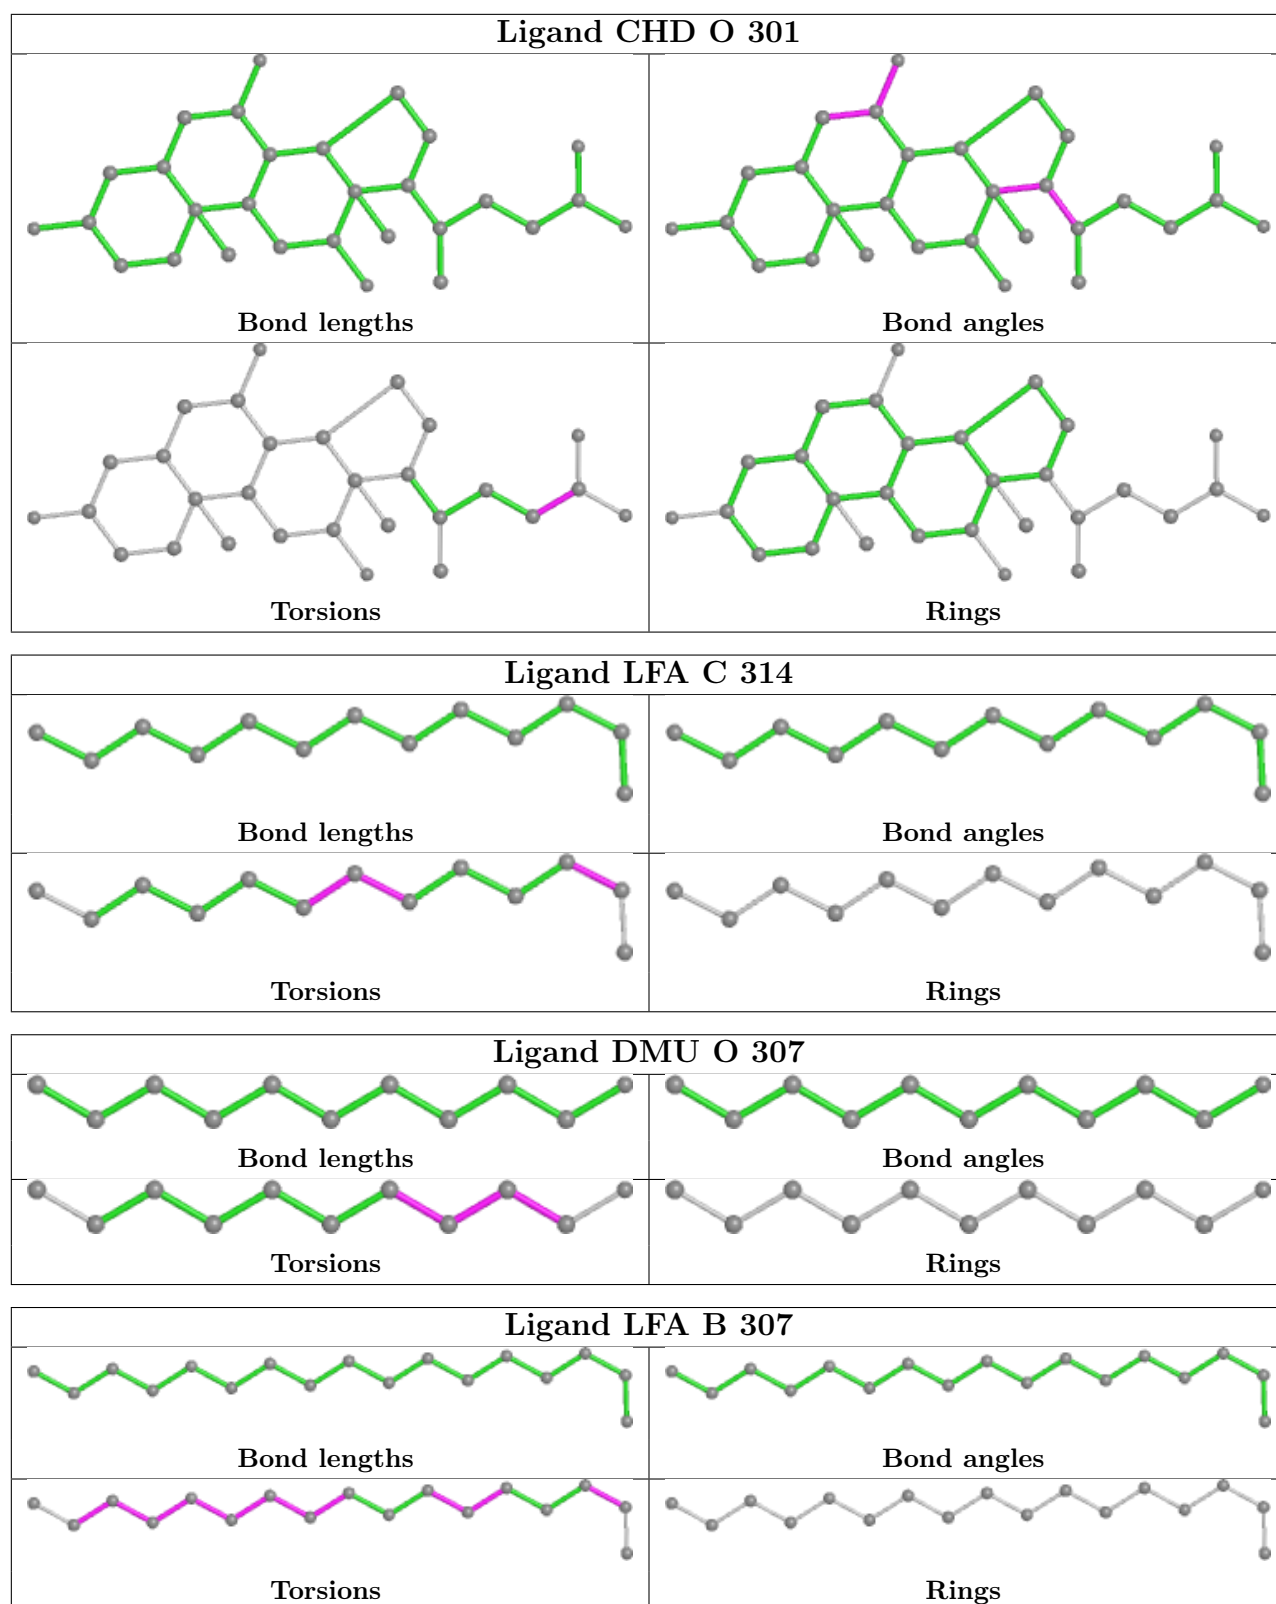 Ligand CHD O 301
Bond lengths
Bond angles
Torsions
Rings
Ligand LFA C 314
Bond lengths
Bond angles
Torsions
Rings
Ligand DMU O 307
Bond lengths
Bond angles
Torsions
Rings
Ligand LFA B 307
Bond lengths
Bond angles
Torsions
Rings